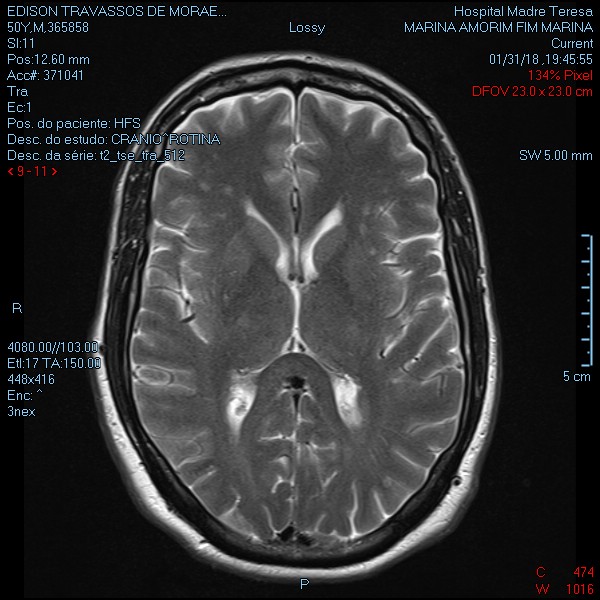 EDISON TRAVASSOS DE MORAE...
50Y,M,365858
Sl:11
Pos:12.60 mm
Acc#: 371041
Tra
Ec:1
Pos. do paciente: HFS
Desc. do estudo: CRANIO^ROTINA
Desc. da série: t2_tse_tra_512
< 9 - 11 >
Lossy
Hospital Madre Teresa
MARINA AMORIM FIM MARINA
Current
01/31/18 ,19:45:55
134% Pixel
DFOV 23.0 x 23.0 cm
SW 5.00 mm
R
4080.00//103.00
Etl:17 TA:150.00
448x416
Enc: ^
3nex
5 cm
P
C 474
W 1016